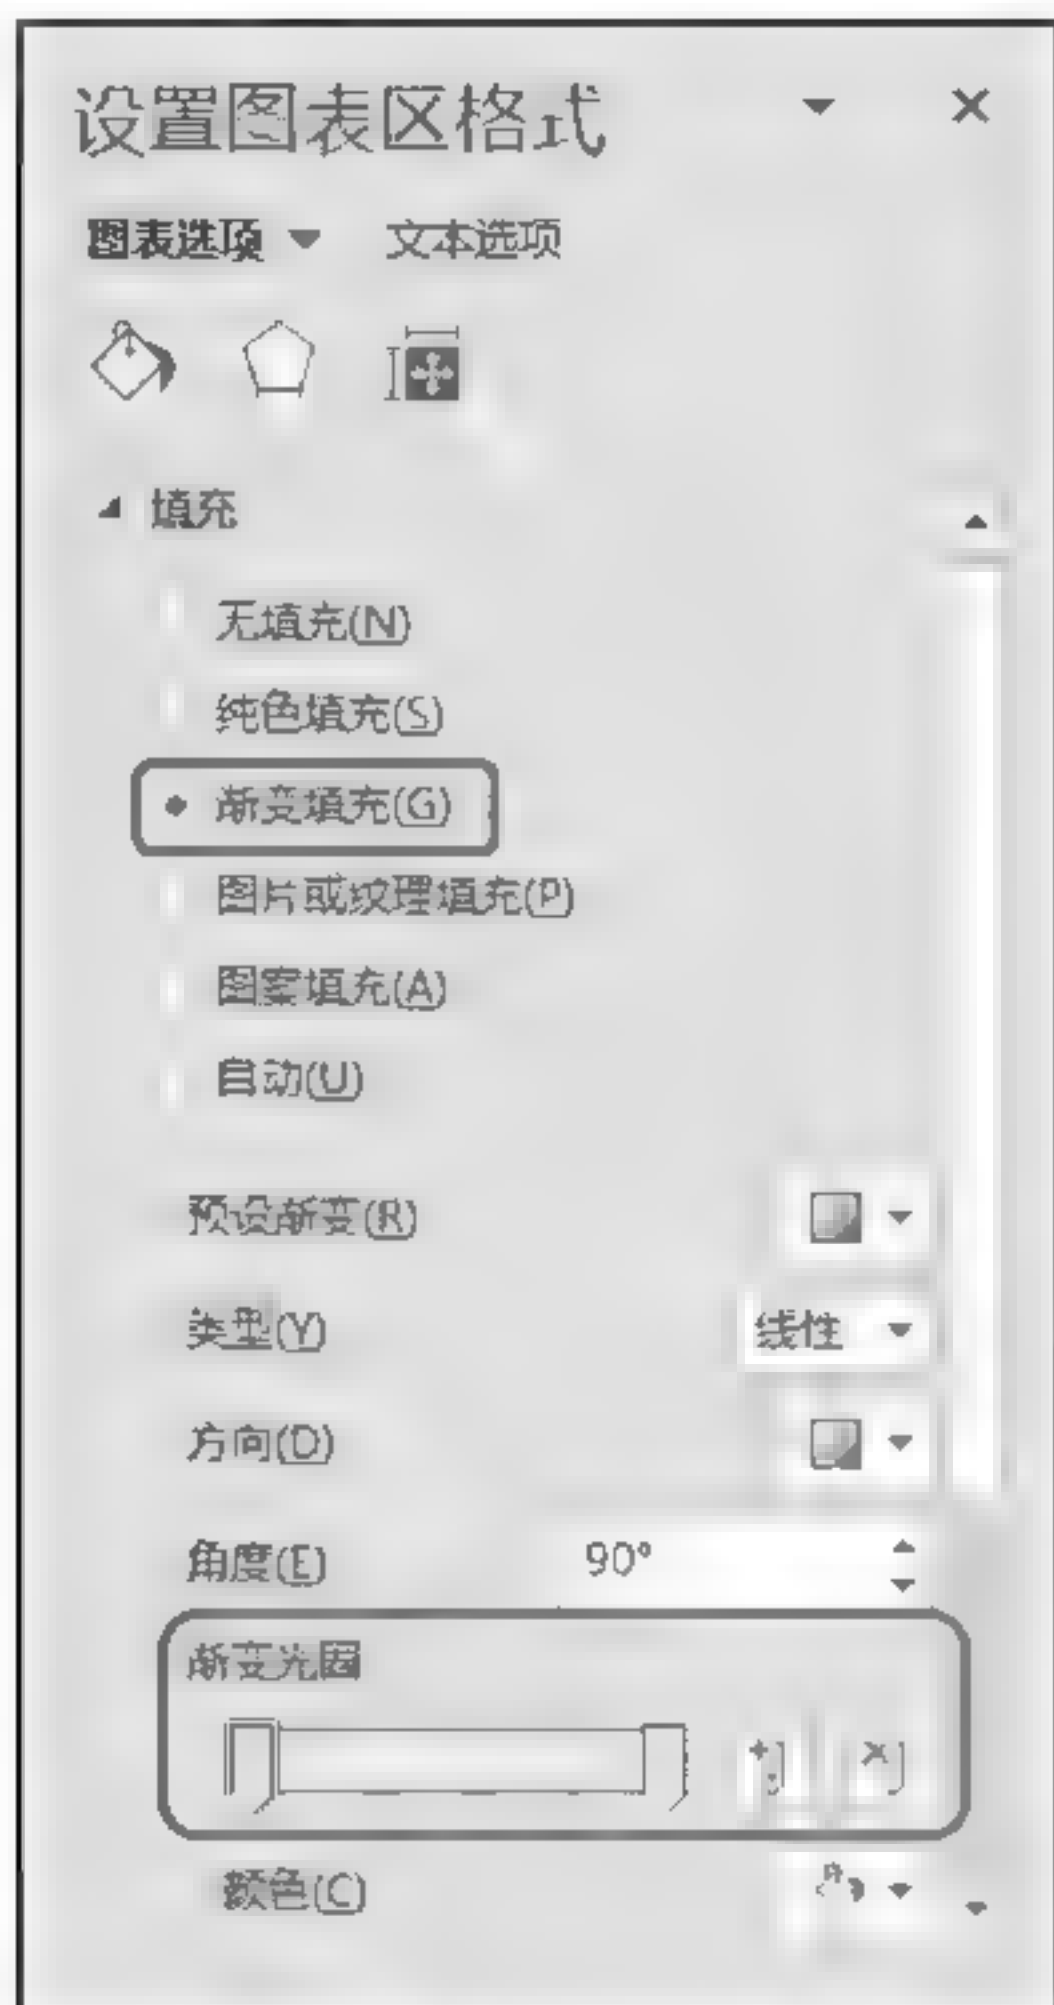 设置图表区格式
图表选项 文本选项
填充
无填充(N)
纯色填充(S)
渐变填充(G)
图片或纹理填充(P)
图案填充(A)
自动(U)
预设渐变(R)
类型(Y) 线性
方向(D)
角度(E) 90°
渐变光圈
颜色(C)